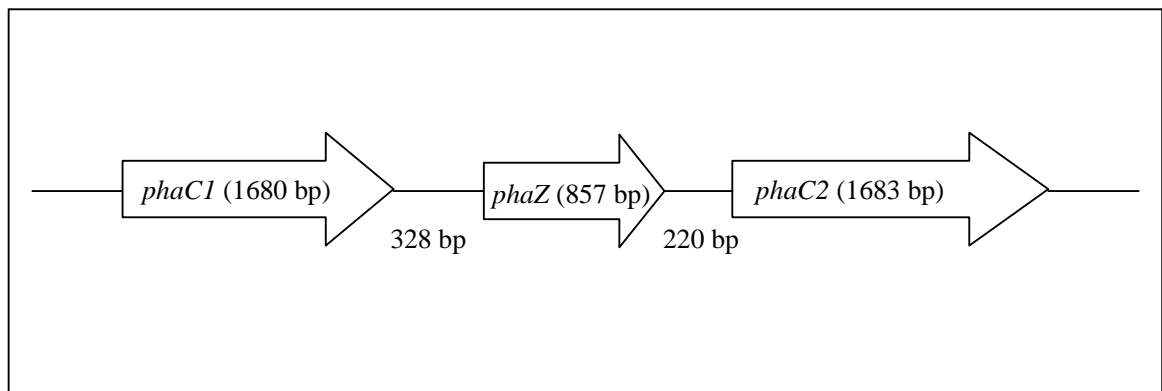 phaC1 (1680 bp)
phaZ (857 bp)
phaC2 (1683 bp)
328 bp
220 bp